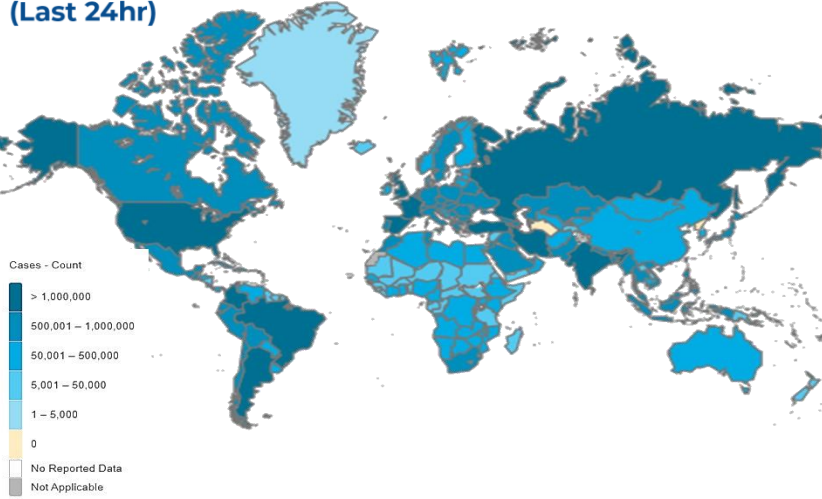 (Last 24hr)
Cases - Count
> 1,000,000
500,001 – 1,000,000
50,001 – 500,000
5,001 – 50,000
1 – 5,000
0
No Reported Data
Not Applicable